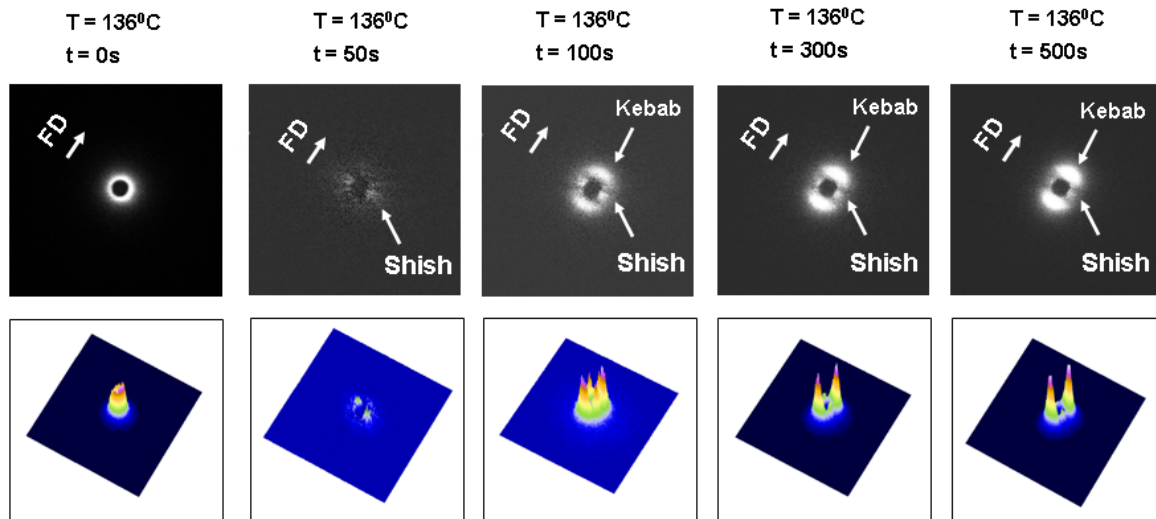 T = 136⁰C
t = 0s
T = 136⁰C
t = 50s
T = 136⁰C
t = 100s
T = 136⁰C
t = 300s
T = 136⁰C
t = 500s
FD
FD
Shish
FD
Kebab
Shish
FD
Kebab
Shish
FD
Kebab
Shish